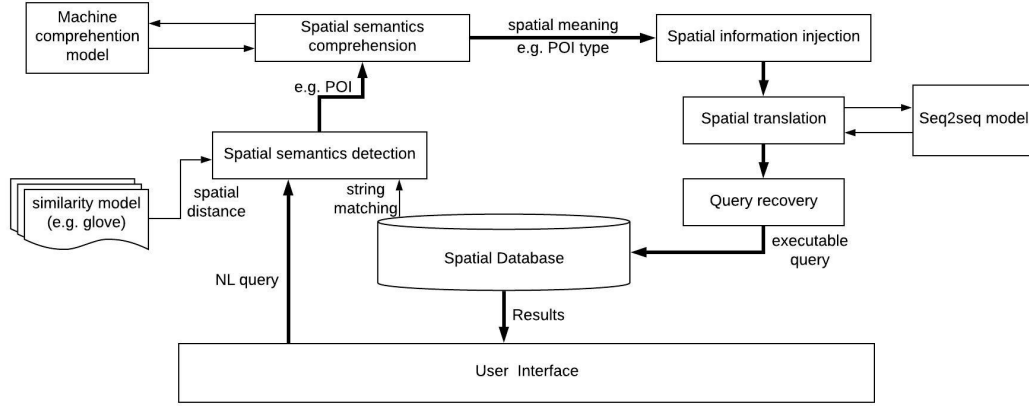 Machine
comprehention
model
Spatial semantics
comprehension
spatial meaning
e.g. POI type
Spatial information injection
e.g. POI
Spatial translation
Seq2seq model
Spatial semantics detection
similarity model
(e.g. glove)
spatial
distance
string
matching
Query recovery
executable
query
Spatial Database
NL query
Results
User Interface